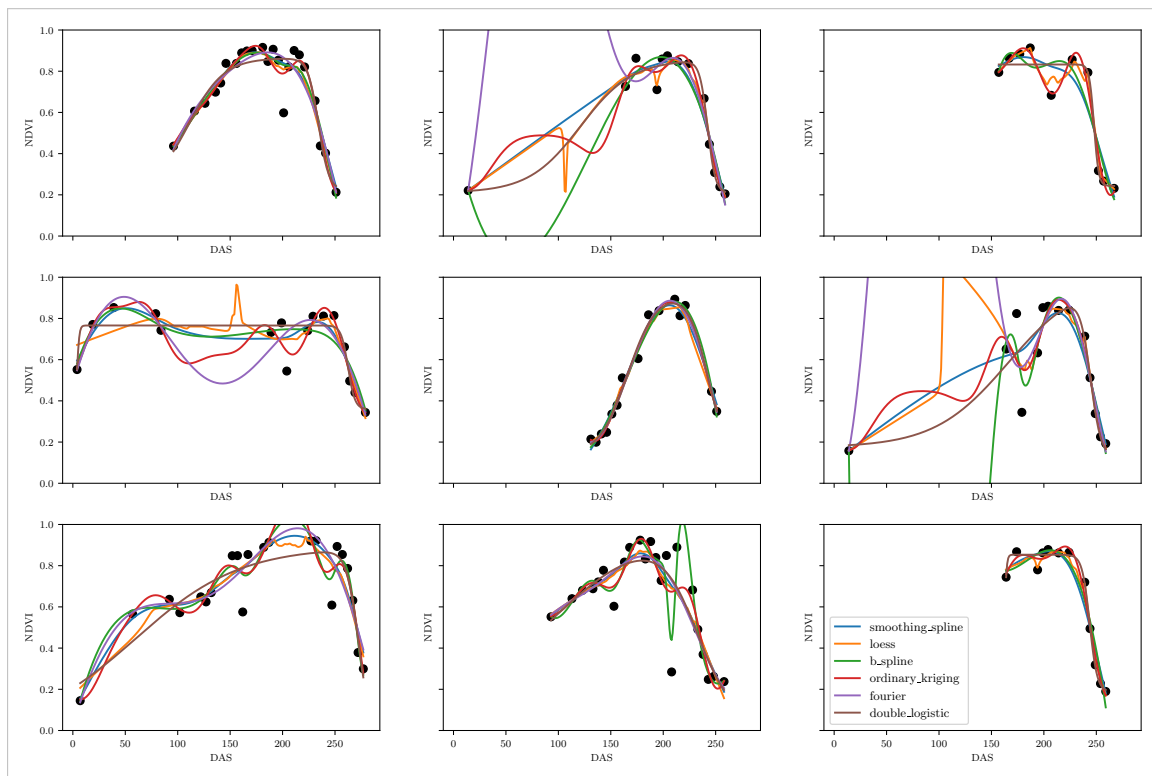 1.0
0.8
0.6
0.4
0.2
0.0
NDVI
DAS
NDVI
DAS
NDVI
DAS
1.0
0.8
0.6
0.4
0.2
0.0
NDVI
DAS
NDVI
DAS
NDVI
DAS
1.0
0.8
0.6
0.4
0.2
0.0
NDVI
0 50 100 150 200 250
DAS
NDVI
0 50 100 150 200 250
DAS
NDVI
smoothing_spline
loess
b_spline
ordinary_kriging
fourier
double_logistic
0 50 100 150 200 250
DAS